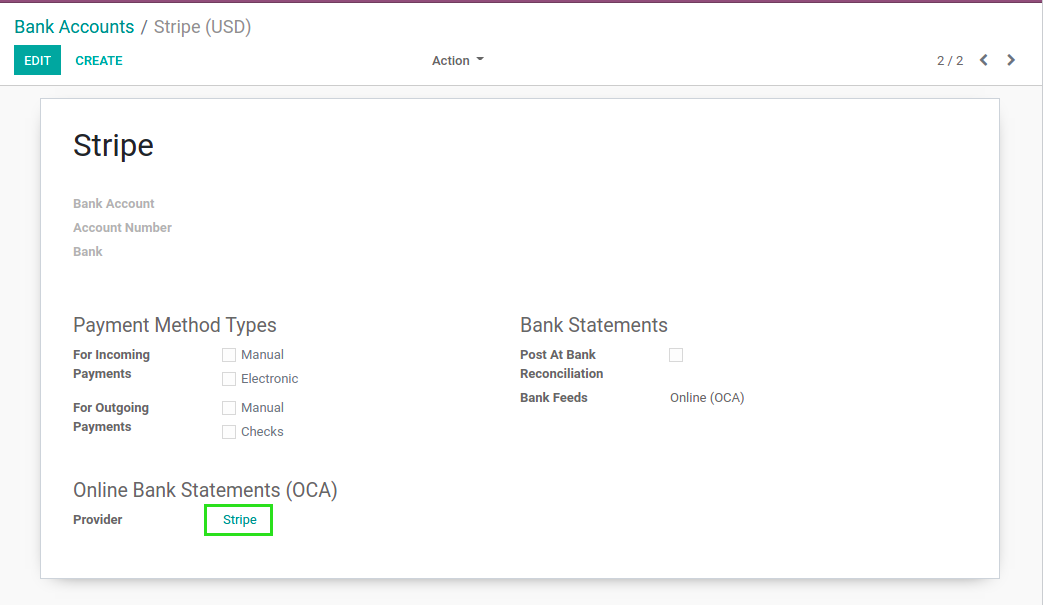 Bank Accounts / Stripe (USD)
EDIT CREATE Action 2 / 2
Stripe
Bank Account
Account Number
Bank
Payment Method Types
For Incoming Payments
Manual
Electronic
For Outgoing Payments
Manual
Checks
Bank Statements
Post At Bank Reconciliation
Bank Feeds Online (OCA)
Online Bank Statements (OCA)
Provider Stripe